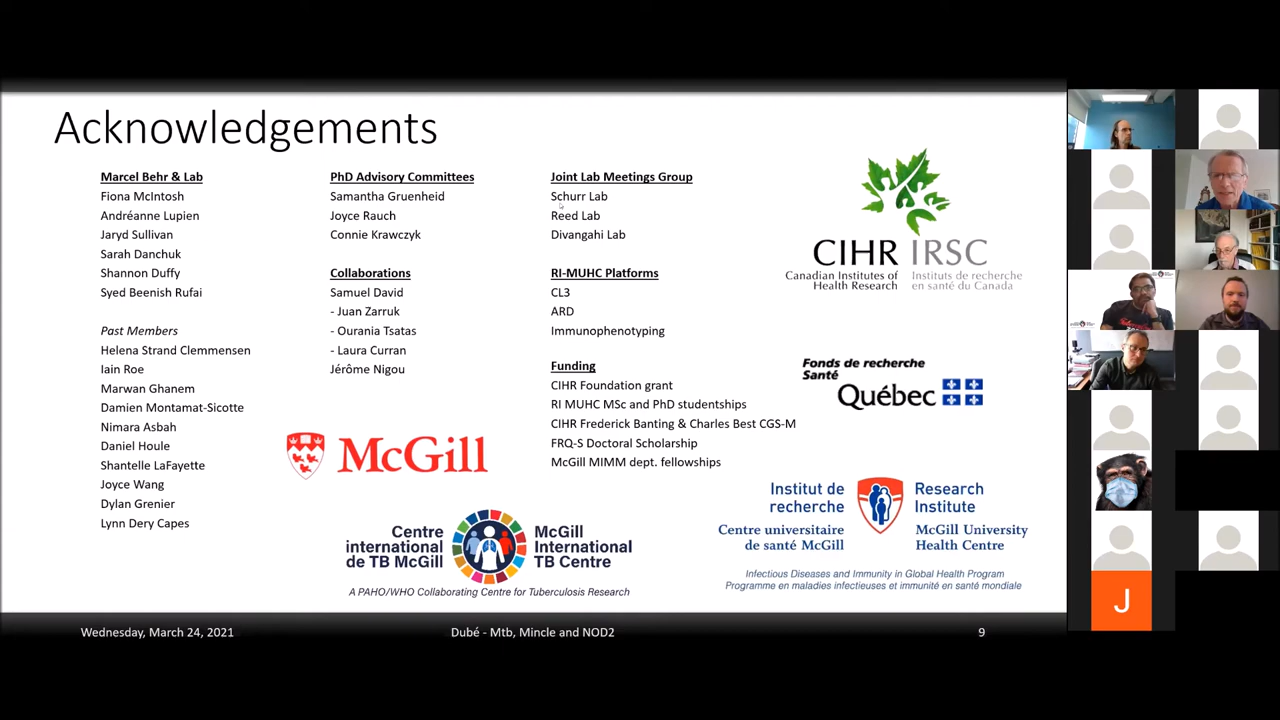 Acknowledgements
Marcel Behr & Lab
Fiona McIntosh
Andréanne Lupien
Jaryd Sullivan
Sarah Danchuk
Shannon Duffy
Syed Beenish Rufai
Past Members
Helena Strand Clemmensen
Iain Roe
Marwan Ghanem
Damien Montamat-Sicotte
Nimara Asbah
Daniel Houle
Shantelle LaFayette
Joyce Wang
Dylan Grenier
Lynn Dery Capes
PhD Advisory Committees
Samantha Gruenheid
Joyce Rauch
Connie Krawczyk
Collaborations
Samuel David
- Juan Zarruk
- Ourania Tsatas
- Laura Curran
Jérôme Nigou
Joint Lab Meetings Group
Schurr Lab
Reed Lab
Divangahi Lab
RI-MUHC Platforms
CL3
ARD
Immunophenotyping
Funding
CIHR Foundation grant
RI MUHC MSc and PhD studentships
CIHR Frederick Banting & Charles Best CGS-M
FRQ-S Doctoral Scholarship
McGill MIMM dept. fellowships
CIHR IRSC
Canadian Institutes of Health Research
Instituts de recherche en santé du Canada
Fonds de recherche
Santé
Québec
McGill
Centre international de TB McGill
McGill International TB Centre
A PAHO/WHO Collaborating Centre for Tuberculosis Research
Institut de recherche
Centre universitaire de santé McGill
Research Institute
McGill University Health Centre
Infectious Diseases and Immunity in Global Health Program
Programme en maladies infectieuses et immunité en santé mondiale
Wednesday, March 24, 2021
Dubé - Mtb, Mincle and NOD2
9
J